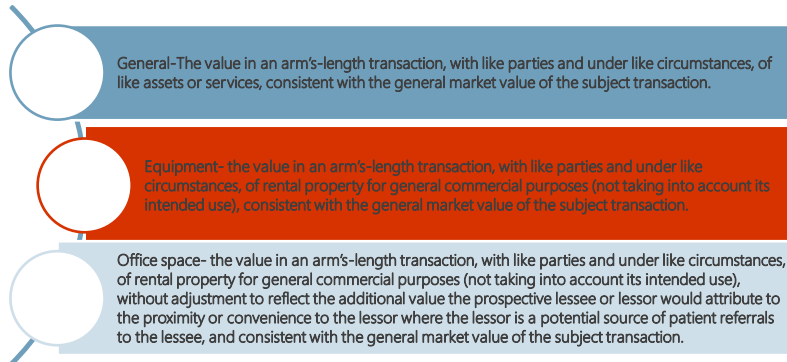 General-The value in an arm's-length transaction, with like parties and under like circumstances, of
like assets or services, consistent with the general market value of the subject transaction.
Equipment- the value in an arm's-length transaction, with like parties and under like
circumstances, of rental property for general commercial purposes (not taking into account its
intended use), consistent with the general market value of the subject transaction.
Office space- the value in an arm's-length transaction, with like parties and under like circumstances,
of rental property for general commercial purposes (not taking into account its intended use),
without adjustment to reflect the additional value the prospective lessee or lessor would attribute to
the proximity or convenience to the lessor where the lessor is a potential source of patient referrals
to the lessee, and consistent with the general market value of the subject transaction.